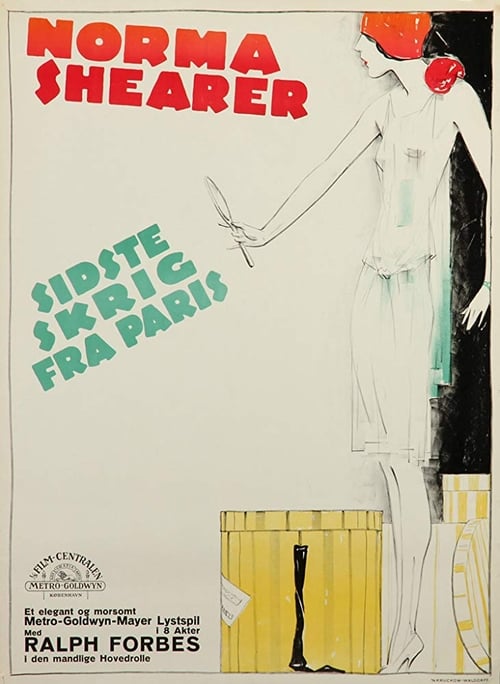 NORMA
SHEARER
SIDSTE
SKRIG
FRA PARIS
A/S FILM-CENTRALEN
METRO-GOLDWYN
KØBENHAVN
Et elegant og morsomt
Metro-Goldwyn-Mayer Lystspil
Med i 8 Akter
RALPH FORBES
i den mandlige Hovedrolle